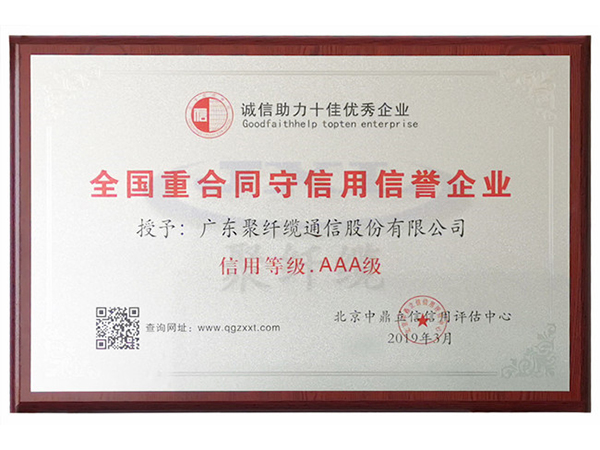 诚信助力十佳优秀企业
Goodfaithhelp topten enterprise
全国重合同守信用信誉企业
授予：广东聚纤缆通信股份有限公司
信用等级.AAA级
聚纤缆
北京中鼎立信信用评估中心
查询网址：www.qgzxxt.com
2019年3月